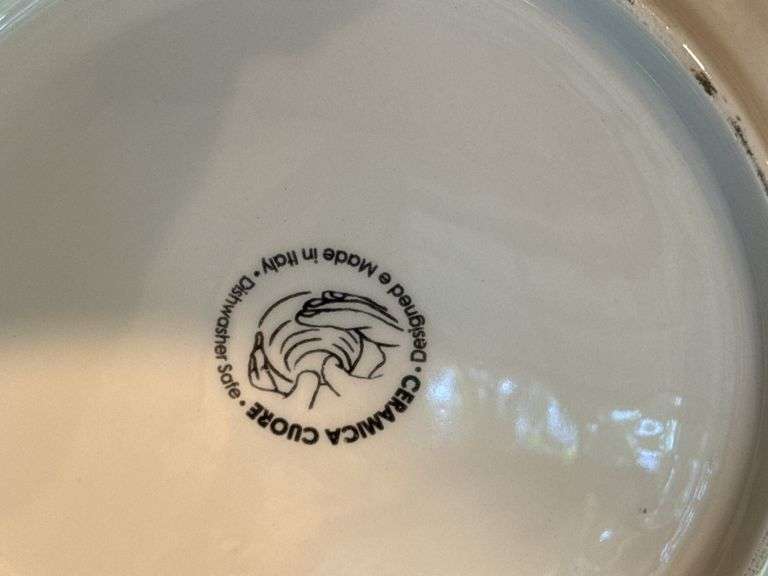 CERAMICA CUORE • Designed e Made in Italy • Dishwasher Safe •